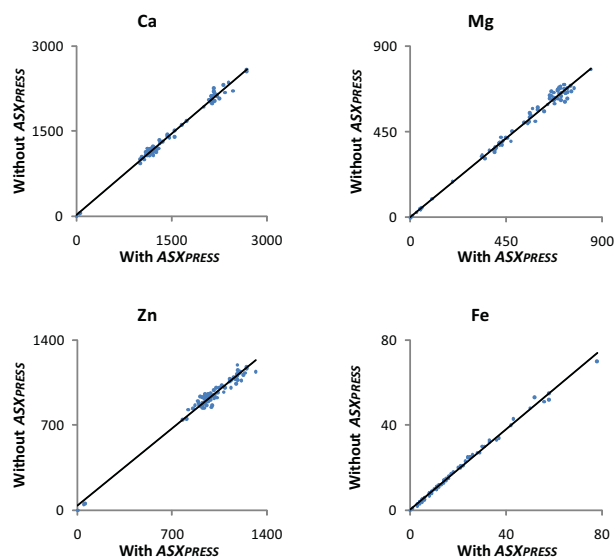 Ca
3000
1500
0
0
1500
3000
Without ASXPRESS
With ASXPRESS
Mg
900
450
0
0
450
900
Without ASXPRESS
With ASXPRESS
Zn
1400
700
0
0
700
1400
Without ASXPRESS
With ASXPRESS
Fe
80
40
0
0
40
80
Without ASXPRESS
With ASXPRESS